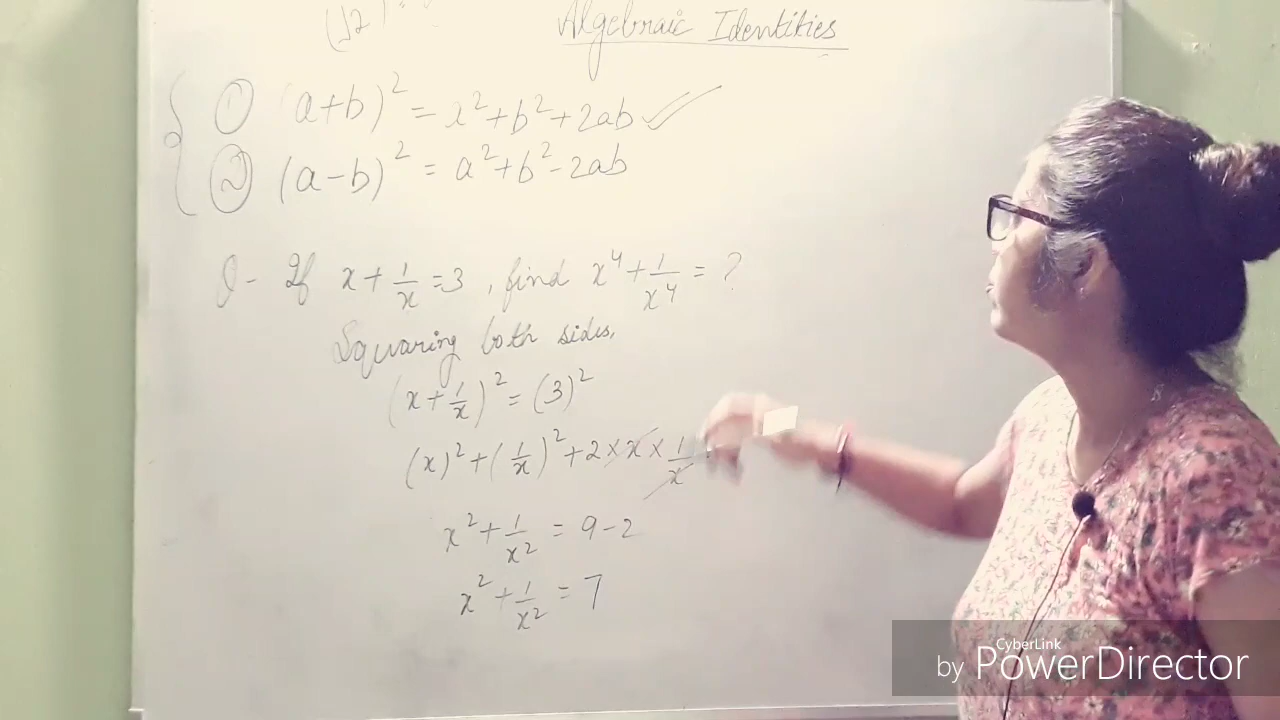 Algebraic Identities
① (a+b)² = x²+b²+2ab
② (a-b)² = a²+b²-2ab
Q- If x + 1/x = 3, find x⁴ + 1/x⁴ = ?
Squaring both sides,
(x + 1/x)² = (3)²
(x)² + (1/x)² + 2 × x × 1/x
x² + 1/x² = 9-2
x² + 1/x² = 7
CyberLink
by PowerDirector